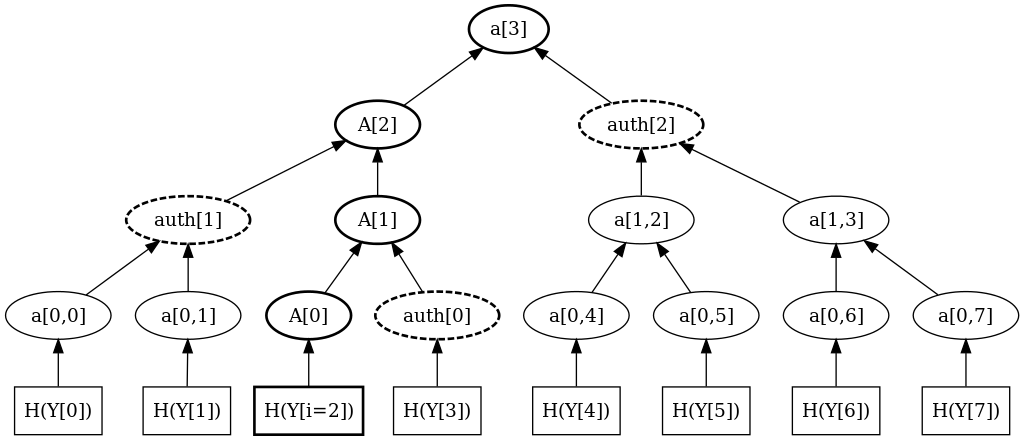 a[3]
A[2]
auth[2]
auth[1]
A[1]
a[1,2]
a[1,3]
a[0,0]
a[0,1]
A[0]
auth[0]
a[0,4]
a[0,5]
a[0,6]
a[0,7]
H(Y[0])
H(Y[1])
H(Y[i=2])
H(Y[3])
H(Y[4])
H(Y[5])
H(Y[6])
H(Y[7])